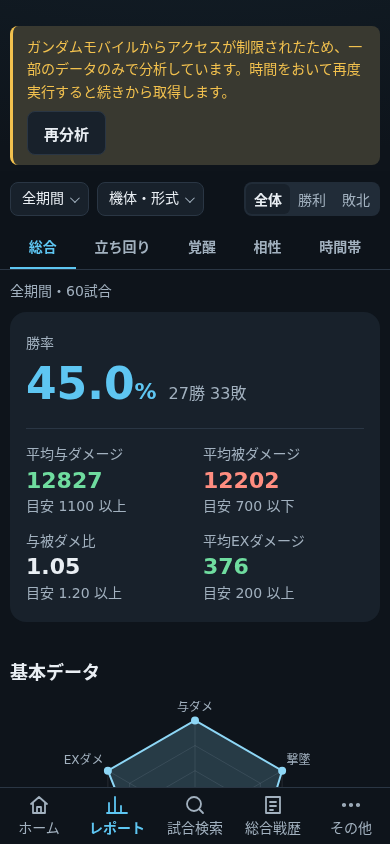 ガンダムモバイルからアクセスが制限されたため、一
部のデータのみで分析しています。時間をおいて再度
実行すると続きから取得します。
再分析
全期間
機体・形式
全体 勝利 敗北
総合 立ち回り 覚醒 相性 時間帯
全期間・60試合
勝率
45.0% 27勝 33敗
平均与ダメージ 平均被ダメージ
12827 12202
目安 1100 以上 目安 700 以下
与被ダメ比 平均EXダメージ
1.05 376
目安 1.20 以上 目安 200 以上
基本データ
与ダメ
EXダメ 撃墜
ホーム レポート 試合検索 総合戦歴 その他